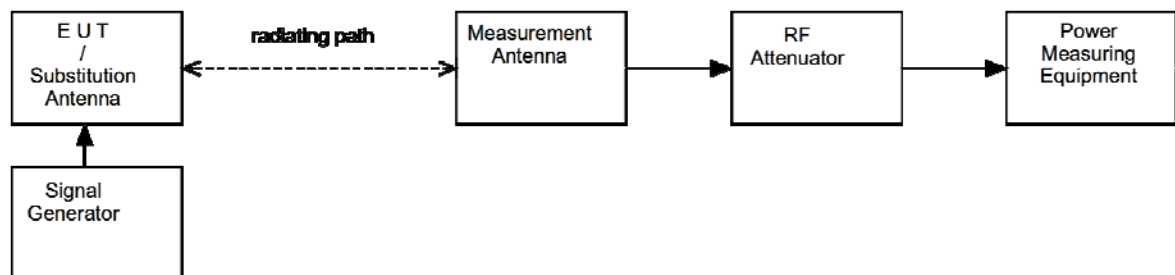 E U T
/
Substitution
Antenna
radiating path
Measurement
Antenna
RF
Attenuator
Power
Measuring
Equipment
Signal
Generator